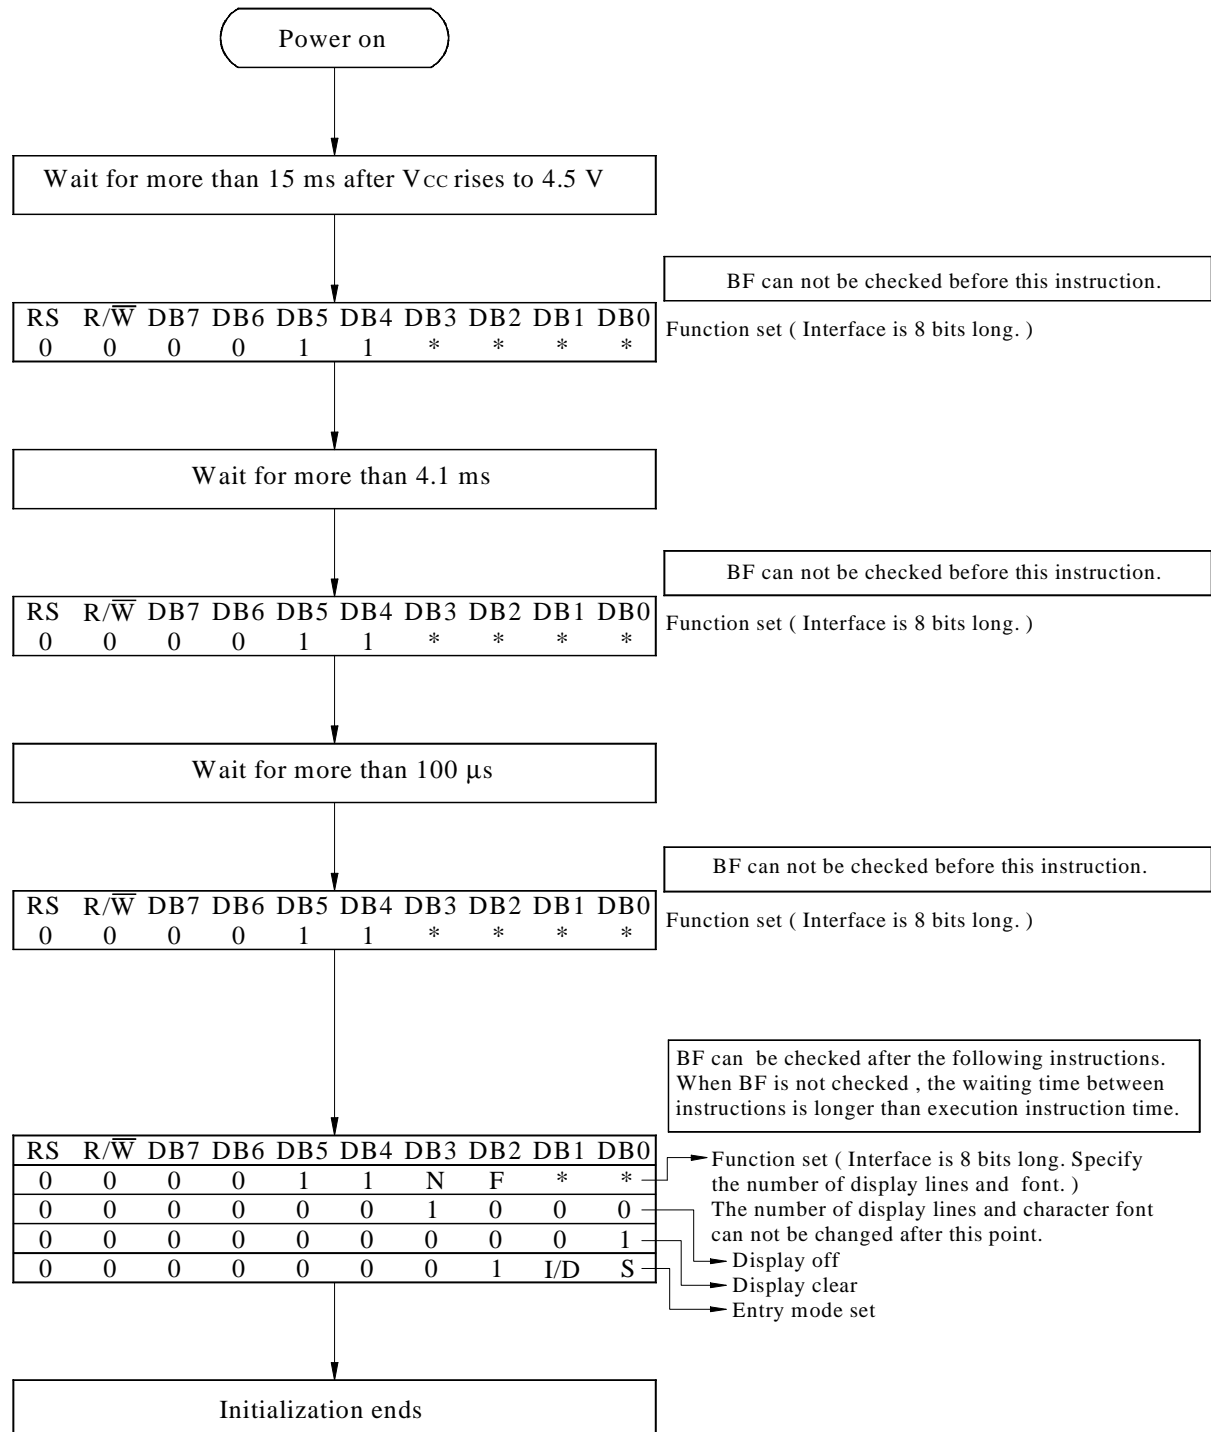 Power on
Wait for more than 15 ms after VCC rises to 4.5 V
BF can not be checked before this instruction.
RS R/W̅ DB7 DB6 DB5 DB4 DB3 DB2 DB1 DB0
0 0 0 0 1 1 * * * *
Function set ( Interface is 8 bits long. )
Wait for more than 4.1 ms
BF can not be checked before this instruction.
RS R/W̅ DB7 DB6 DB5 DB4 DB3 DB2 DB1 DB0
0 0 0 0 1 1 * * * *
Function set ( Interface is 8 bits long. )
Wait for more than 100 µs
BF can not be checked before this instruction.
RS R/W̅ DB7 DB6 DB5 DB4 DB3 DB2 DB1 DB0
0 0 0 0 1 1 * * * *
Function set ( Interface is 8 bits long. )
BF can be checked after the following instructions.
When BF is not checked , the waiting time between
instructions is longer than execution instruction time.
RS R/W̅ DB7 DB6 DB5 DB4 DB3 DB2 DB1 DB0
0 0 0 0 1 1 N F * *
0 0 0 0 0 0 1 0 0 0
0 0 0 0 0 0 0 0 0 1
0 0 0 0 0 0 0 1 I/D S
Function set ( Interface is 8 bits long. Specify
the number of display lines and font. )
The number of display lines and character font
can not be changed after this point.
Display off
Display clear
Entry mode set
Initialization ends